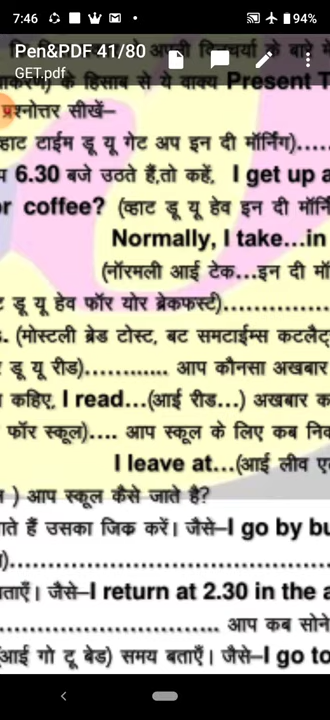 7:46 94%
Pen&PDF 41/80
GET.pdf
के हिसाब से ये वाक्य Present T
प्रश्नोत्तर सीखें–
व्हाट टाईम डू यू गेट अप इन दी मॉर्निंग).....
6.30 बजे उठते हैं,तो कहें, I get up a
or coffee? (व्हाट डू यू हेव इन दी मॉर्नि
Normally, I take...in
(नॉरमली आई टेक...इन दी मॉ
ट डू यू हेव फॉर योर ब्रेकफर्स्ट)..............................
s. (मोस्टली ब्रेड टोस्ट, बट समटाईम्स कटलैट्
डू यू रीड)............ आप कौनसा अखबार
कहिए, I read...(आई रीड...) अखबार क
फॉर स्कूल).... आप स्कूल के लिए कब निक
I leave at...(आई लीव ए
) आप स्कूल कैसे जाते है?
ाते हैं उसका जिक्र करें। जैसे–I go by bu
).......................................................
बताएँ। जैसे–I return at 2.30 in the a
..................................... आप कब सोने
(आई गो टू बेड) समय बताएँ। जैसे–I go to